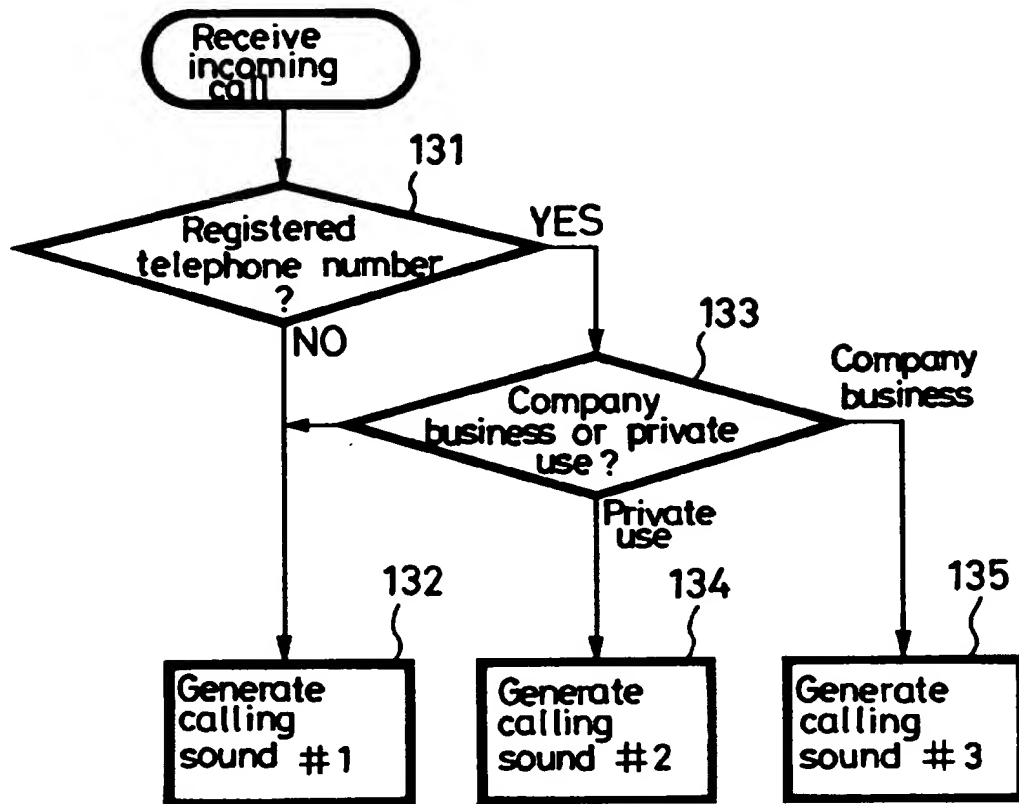 Receive
incoming
call
131
Registered
telephone number
?
YES
NO
133
Company
business or private
use?
Company
business
Private
use
132
Generate
calling
sound #1
134
Generate
calling
sound #2
135
Generate
calling
sound #3